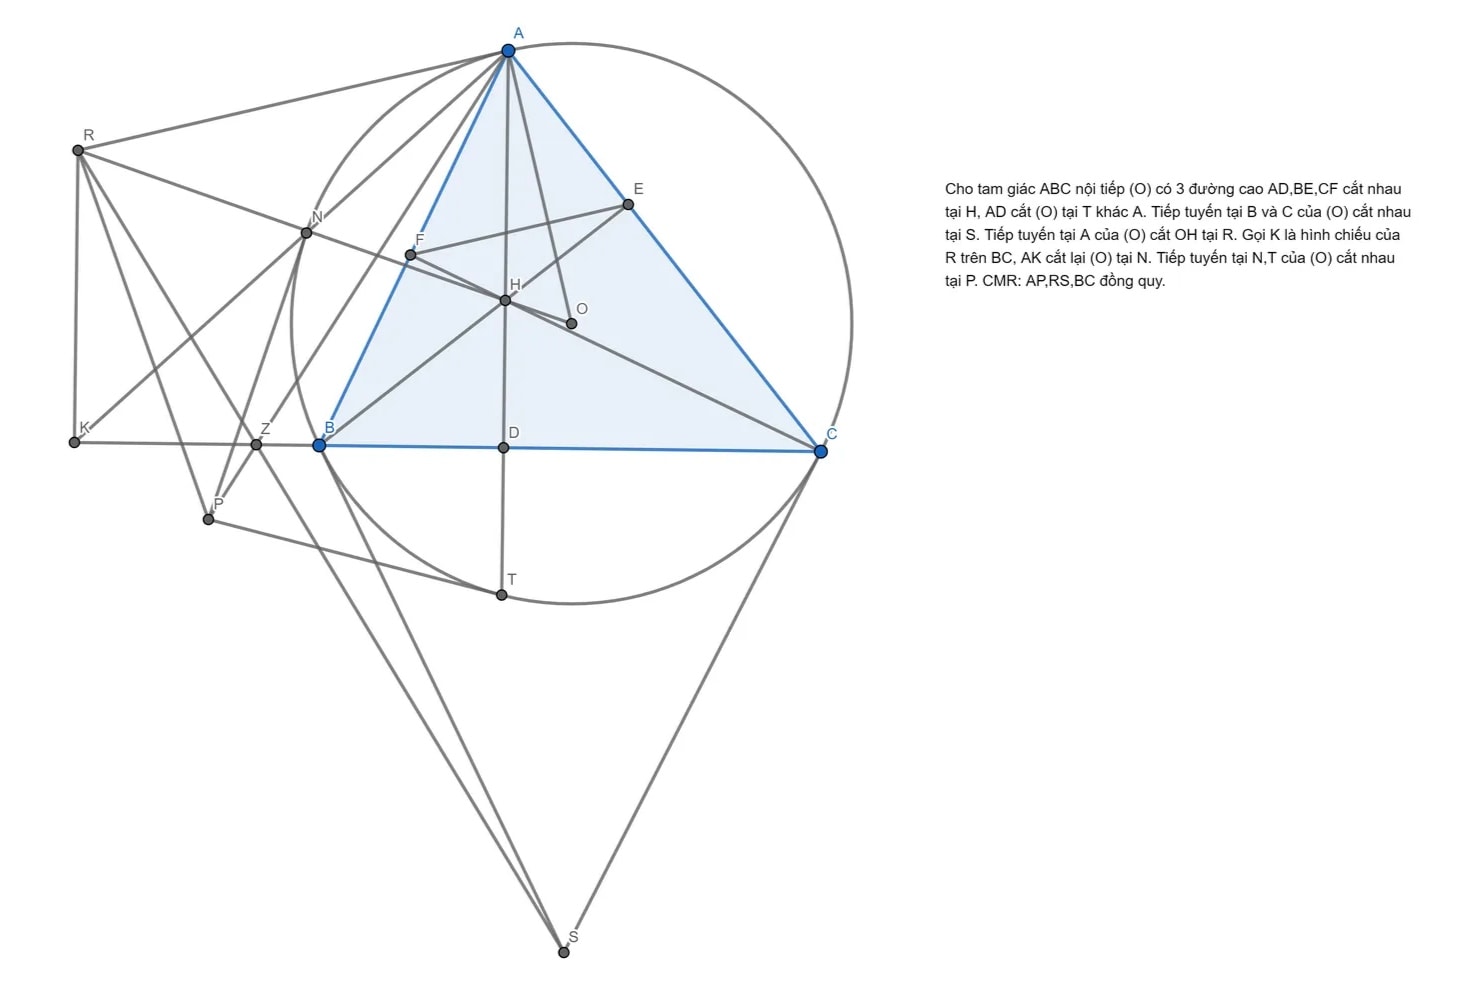 A
R
N
E
F
H
O
K
Z
B
D
C
P
T
S
Cho tam giác ABC nội tiếp (O) có 3 đường cao AD,BE,CF cắt nhau
tại H, AD cắt (O) tại T khác A. Tiếp tuyến tại B và C của (O) cắt nhau
tại S. Tiếp tuyến tại A của (O) cắt OH tại R. Gọi K là hình chiếu của
R trên BC, AK cắt lại (O) tại N. Tiếp tuyến tại N,T của (O) cắt nhau
tại P. CMR: AP,RS,BC đồng quy.